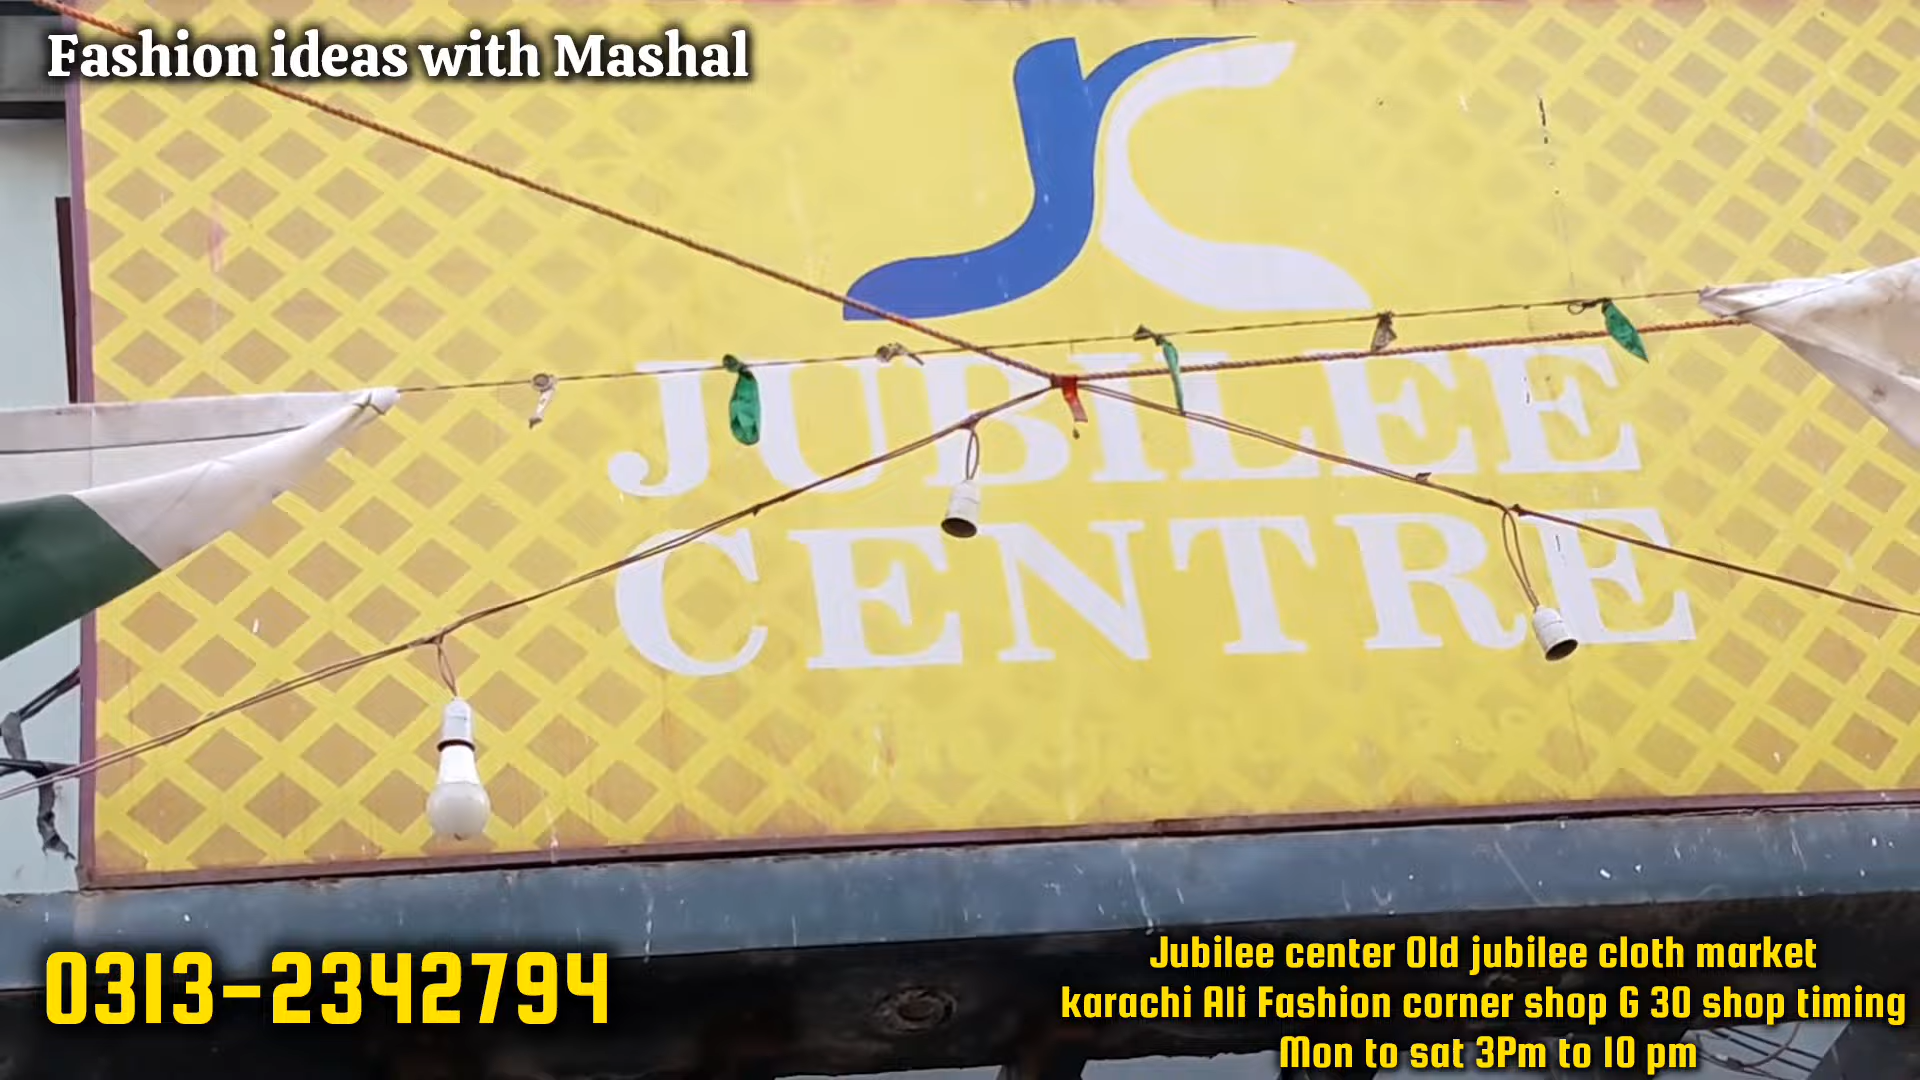 Fashion ideas with Mashal
JUBILEE
CENTRE
0313-2342794
Jubilee center Old jubilee cloth market
karachi Ali Fashion corner shop G 30 shop timing
Mon to sat 3Pm to 10 pm